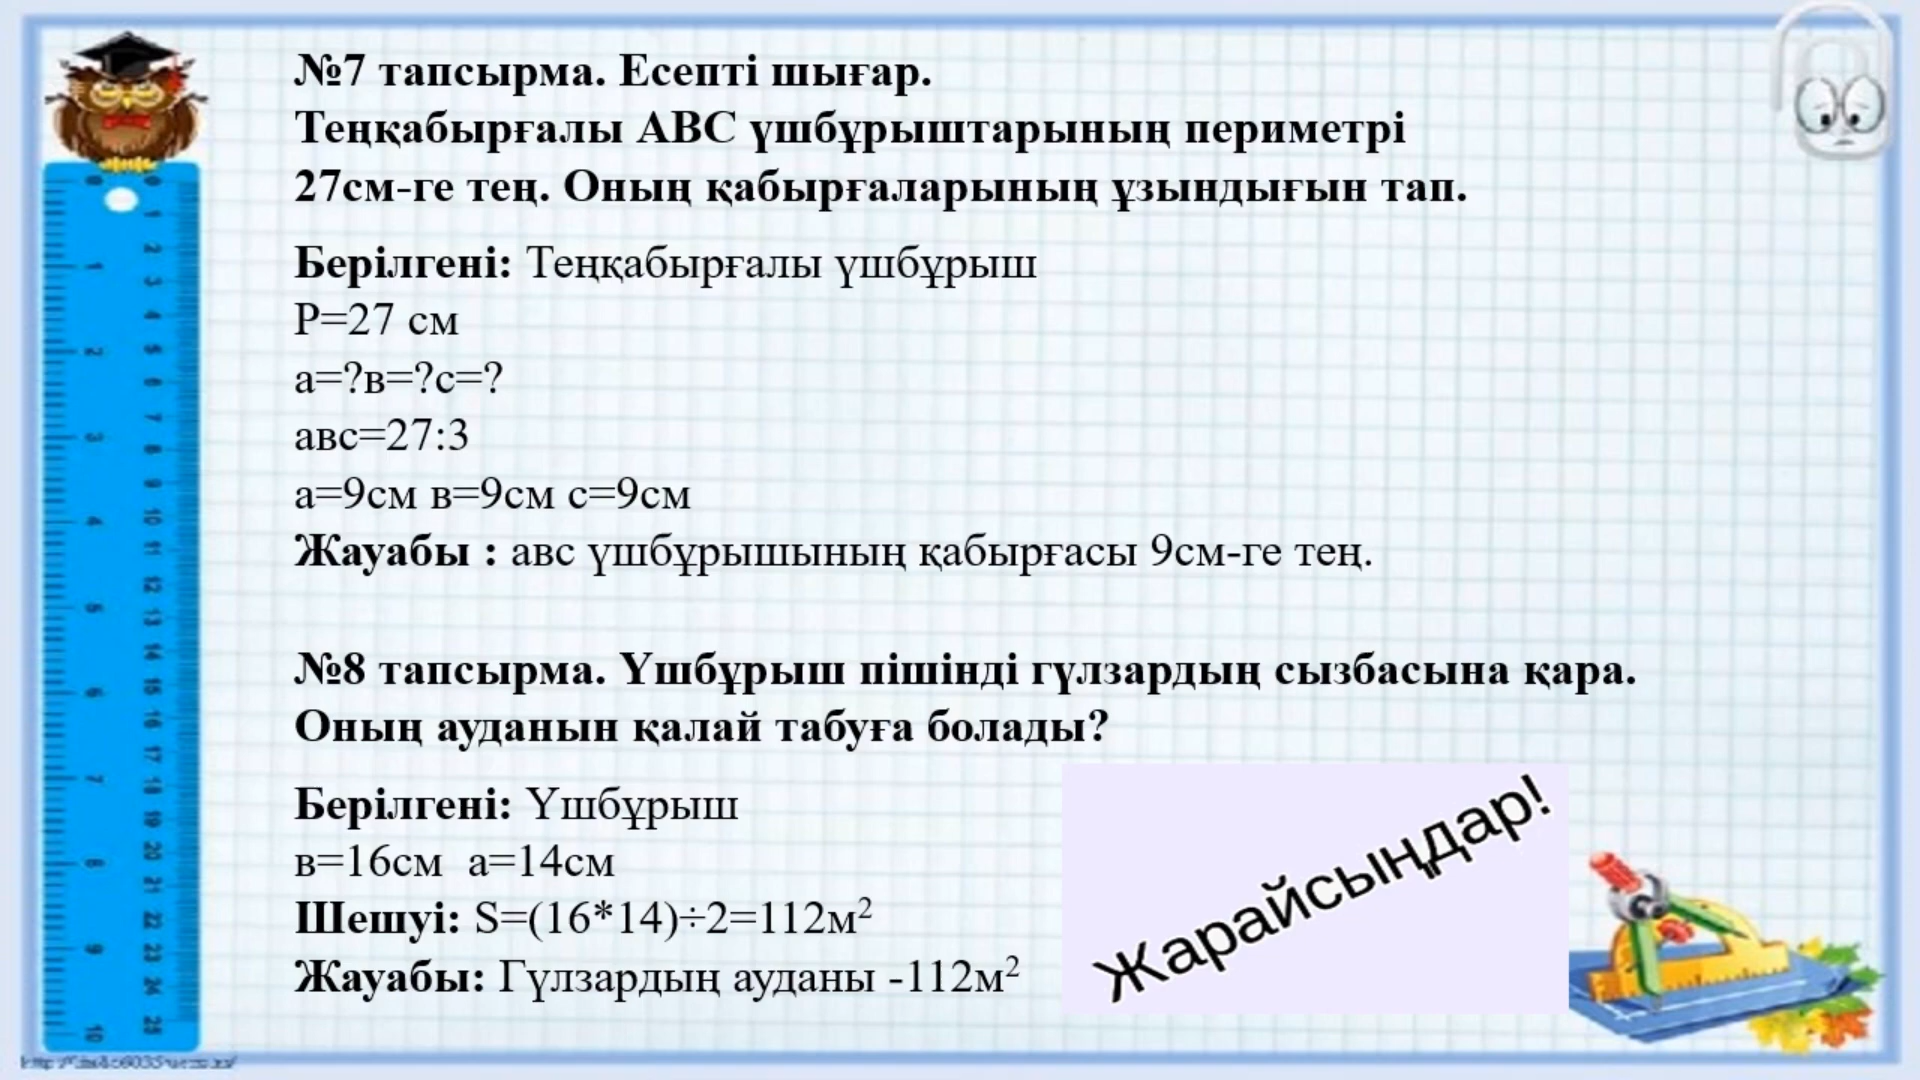 №7 тапсырма. Есепті шығар.
Теңқабырғалы АВС үшбұрыштарының периметрі
27см-ге тең. Оның қабырғаларының ұзындығын тап.
Берілгені: Теңқабырғалы үшбұрыш
Р=27 см
а=?в=?с=?
авс=27:3
а=9см в=9см с=9см
Жауабы : авс үшбұрышының қабырғасы 9см-ге тең.
№8 тапсырма. Үшбұрыш пішінді гүлзардың сызбасына қара.
Оның ауданын қалай табуға болады?
Берілгені: Үшбұрыш
в=16см  а=14см
Шешуі: S=(16*14)÷2=112м²
Жауабы: Гүлзардың ауданы -112м²
Жарайсыңдар!